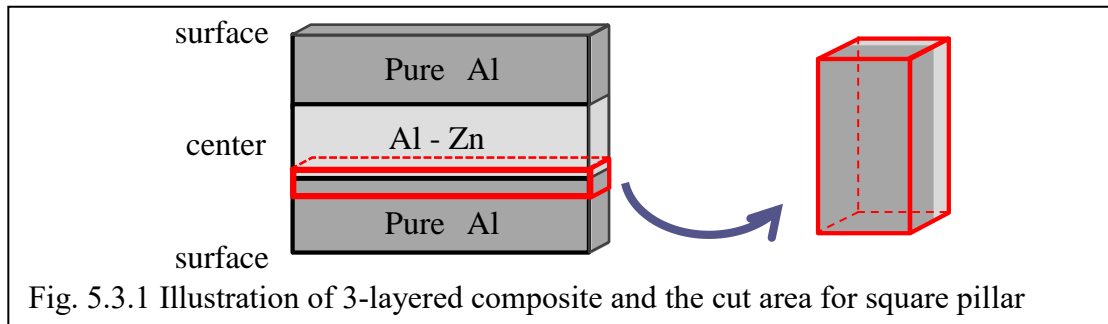 surface
Pure Al
center
Al - Zn
Pure Al
surface
Fig. 5.3.1 Illustration of 3-layered composite and the cut area for square pillar